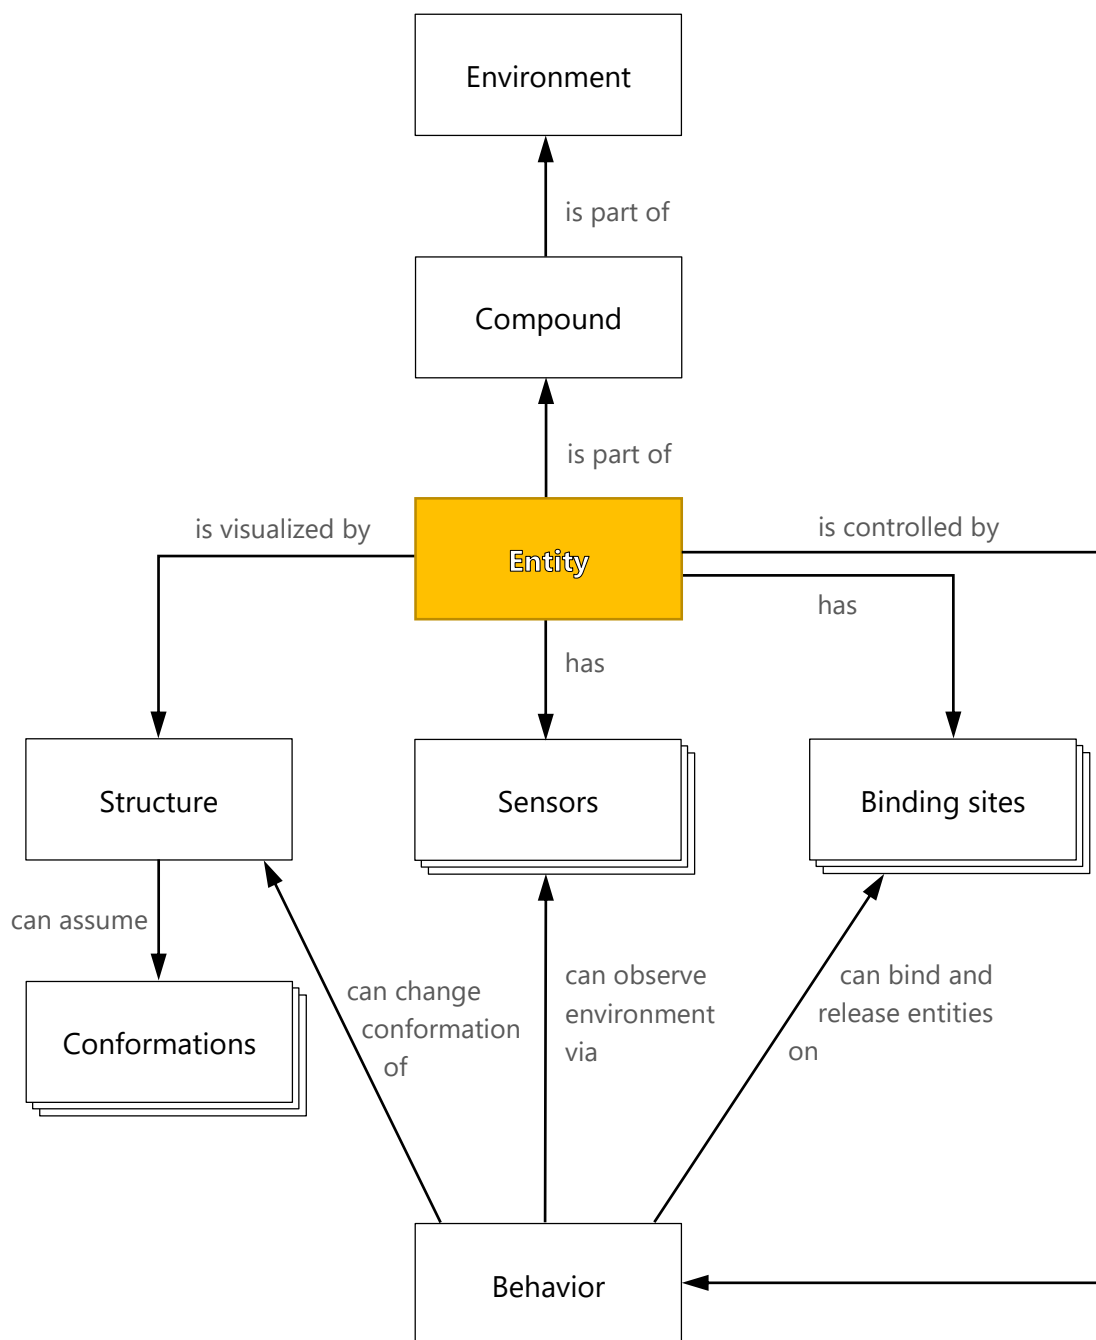 Environment
is part of
Compound
is part of
is visualized by
is controlled by
Entity
has
has
Structure
Sensors
Binding sites
can assume
can change
conformation
of
can observe
environment
via
can bind and
release entities
on
Conformations
Behavior